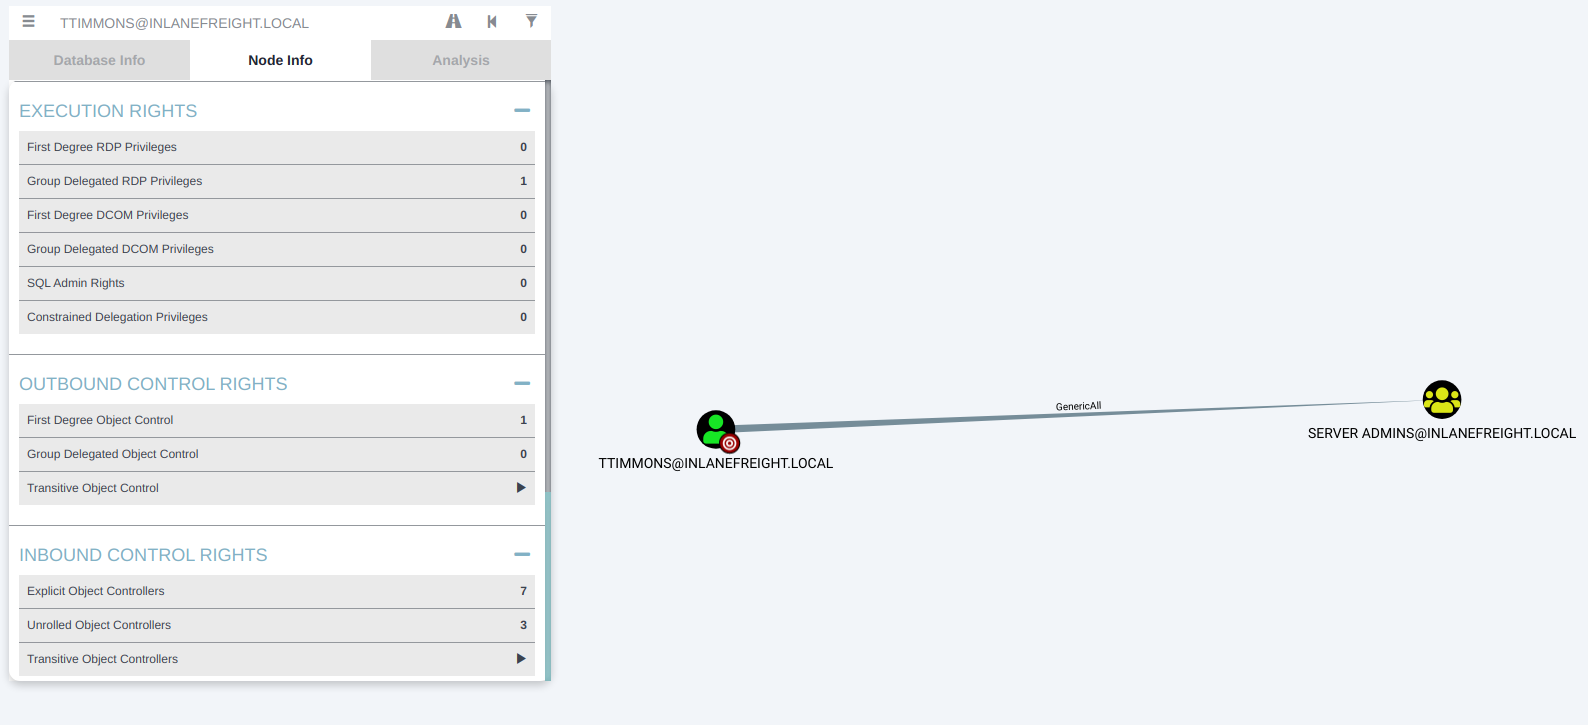 TTIMMONS@INLANEFREIGHT.LOCAL
Database Info Node Info Analysis
EXECUTION RIGHTS
First Degree RDP Privileges 0
Group Delegated RDP Privileges 1
First Degree DCOM Privileges 0
Group Delegated DCOM Privileges 0
SQL Admin Rights 0
Constrained Delegation Privileges 0
OUTBOUND CONTROL RIGHTS
First Degree Object Control 1
Group Delegated Object Control 0
Transitive Object Control
INBOUND CONTROL RIGHTS
Explicit Object Controllers 7
Unrolled Object Controllers 3
Transitive Object Controllers
GenericAll
SERVER ADMINS@INLANEFREIGHT.LOCAL
TTIMMONS@INLANEFREIGHT.LOCAL